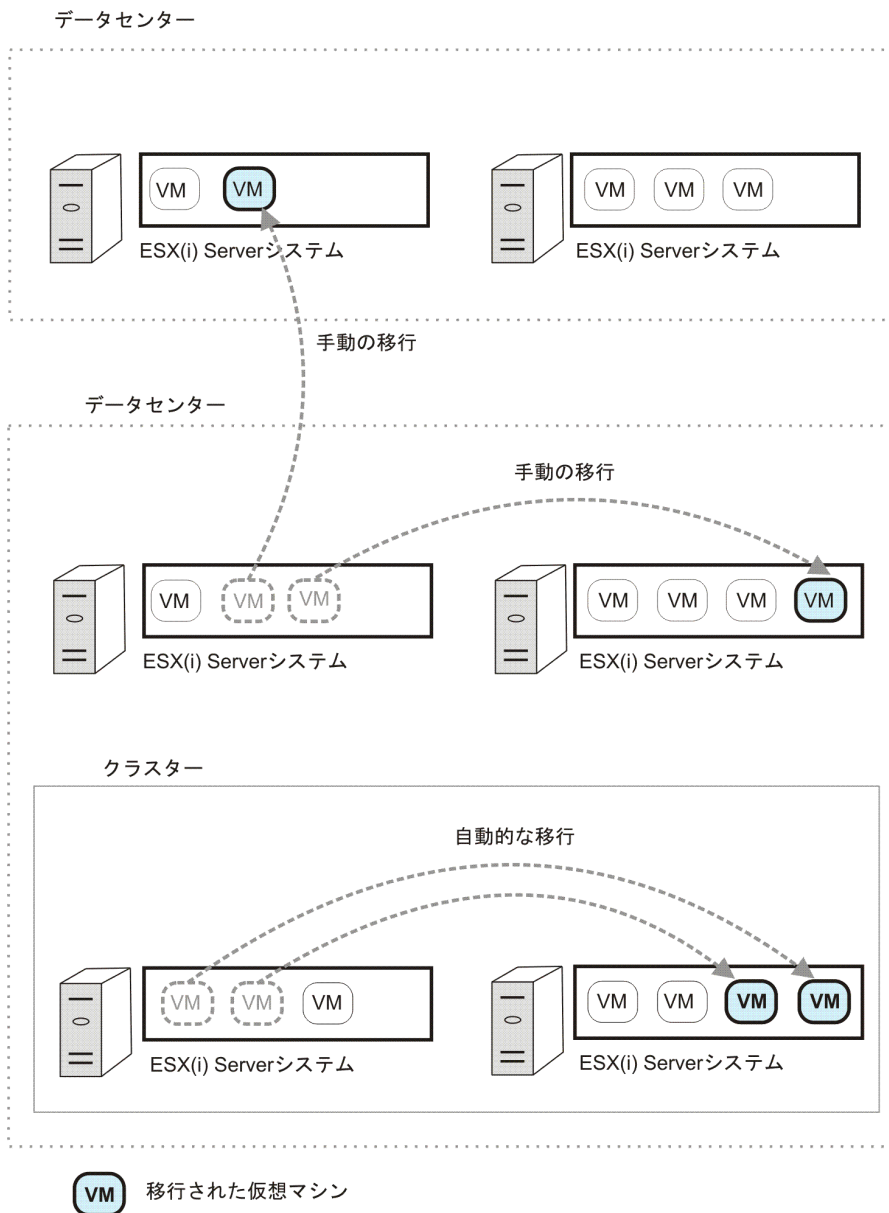 データセンター
VM VM
VM VM VM
ESX(i) Serverシステム
ESX(i) Serverシステム
手動の移行
データセンター
手動の移行
VM VM VM
VM VM VM VM
ESX(i) Serverシステム
ESX(i) Serverシステム
クラスター
自動的な移行
VM VM VM
VM VM VM VM
ESX(i) Serverシステム
ESX(i) Serverシステム
VM 移行された仮想マシン